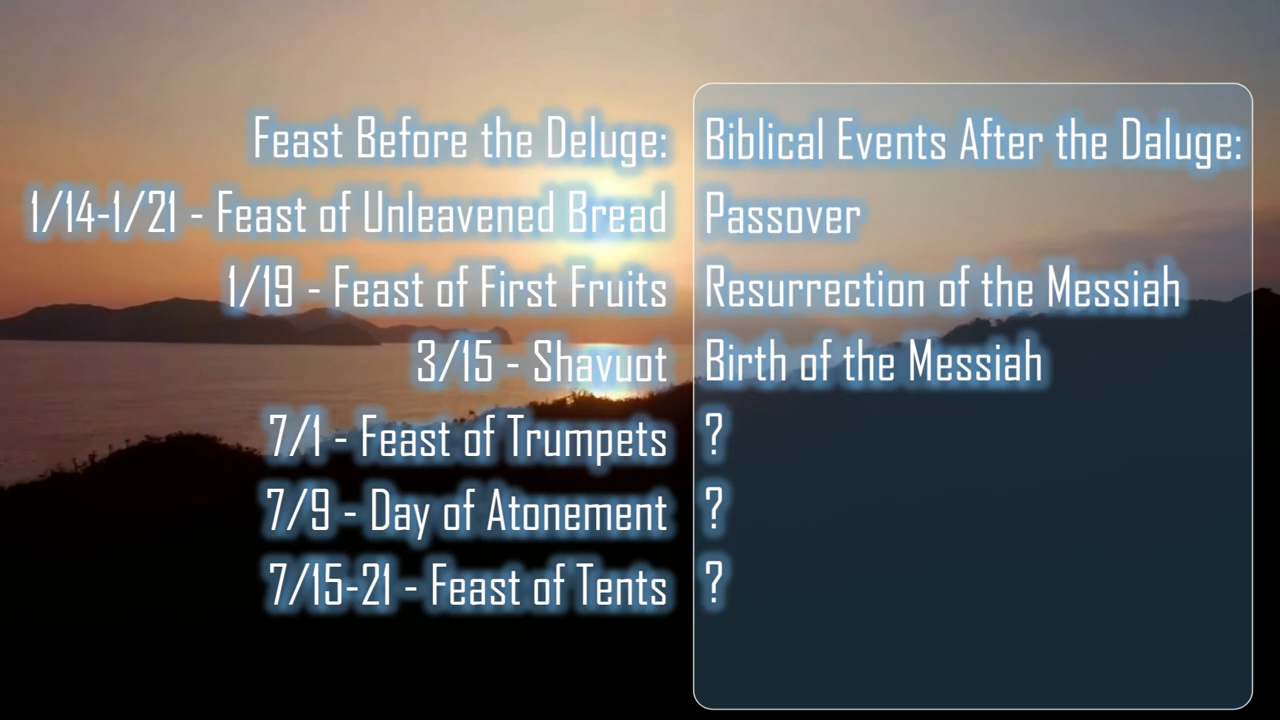 Feast Before the Deluge:
1/14-1/21 - Feast of Unleavened Bread
1/19 - Feast of First Fruits
3/15 - Shavuot
7/1 - Feast of Trumpets
7/9 - Day of Atonement
7/15-21 - Feast of Tents
Biblical Events After the Daluge:
Passover
Resurrection of the Messiah
Birth of the Messiah
?
?
?